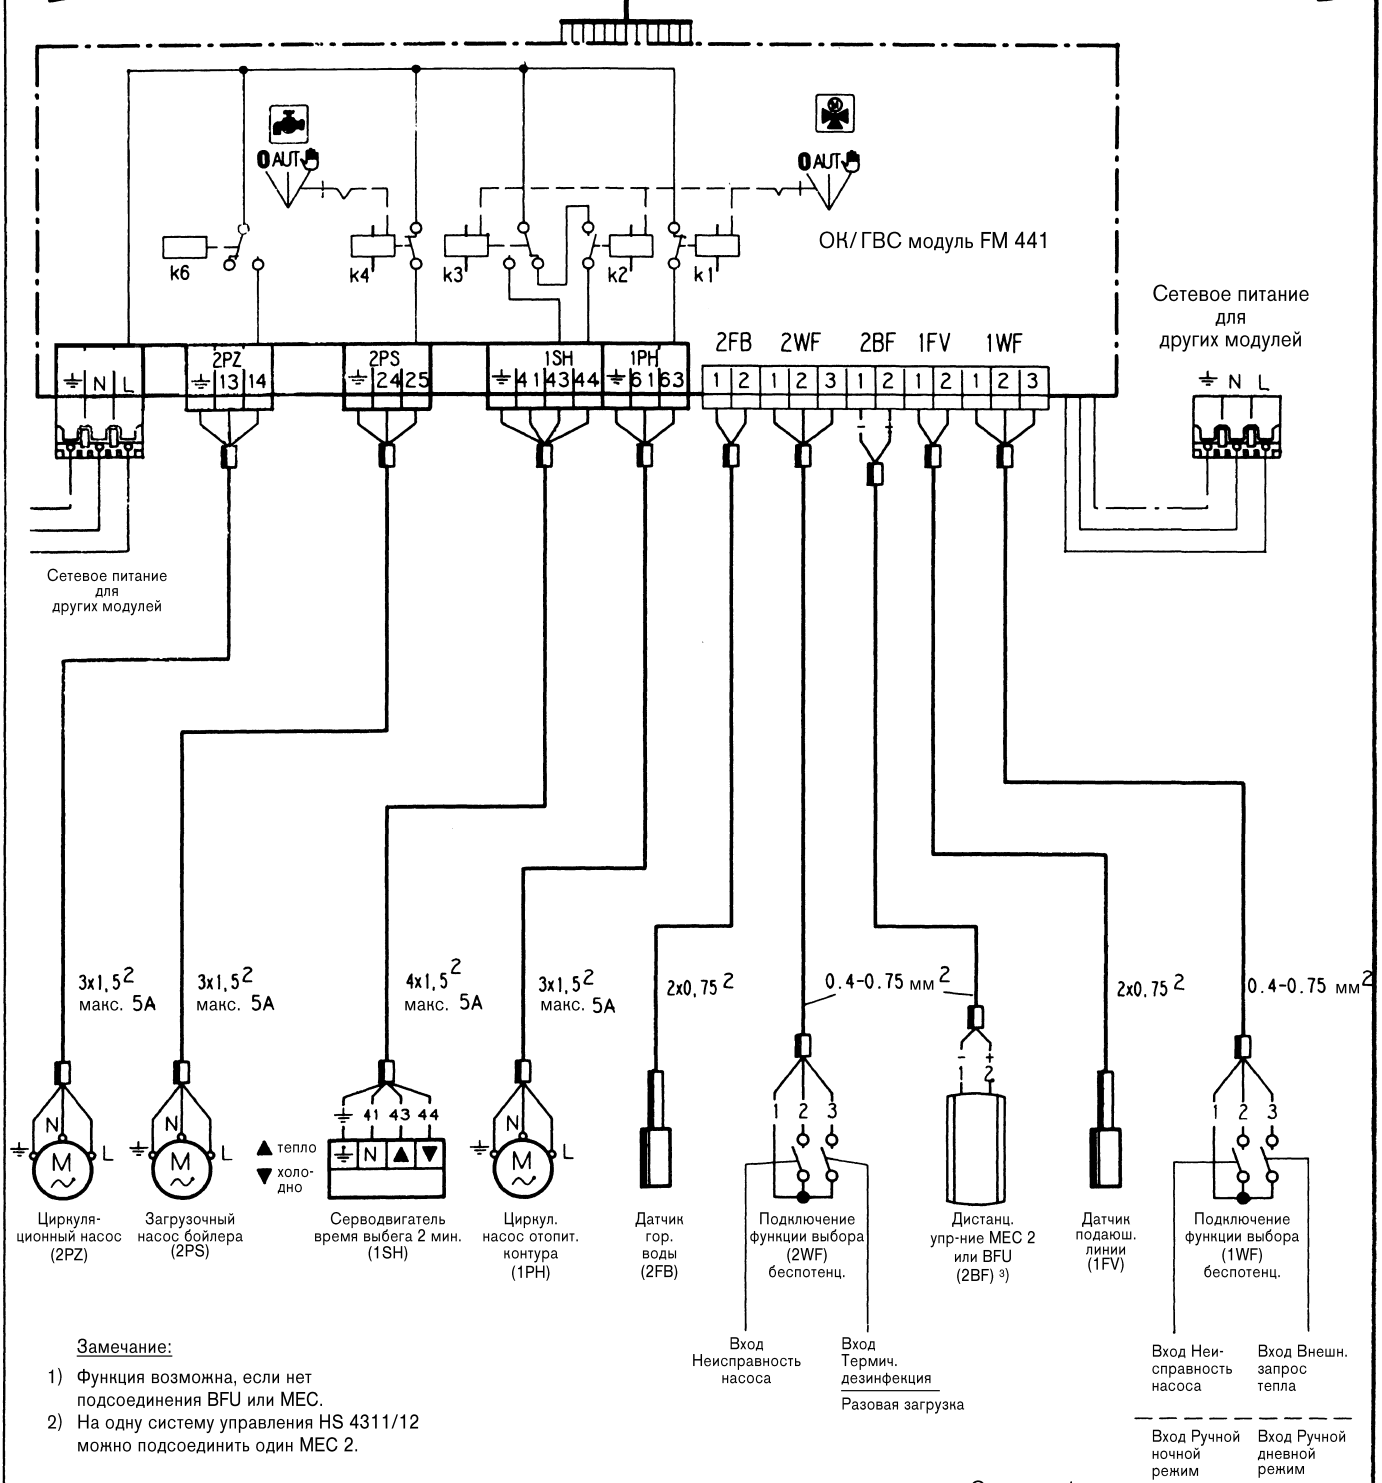 0 AUT
0 AUT
k6
k4
k3
k2
k1
ОК/ГВС модуль FM 441
Сетевое питание
для
других модулей
N L
2PZ
13 14
2PS
24 25
1SH
41 43 44
1PH
61 63
2FB
1 2
2WF
1 2 3
2BF
1 2
1FV
1 2
1WF
1 2 3
N L
- +
Сетевое питание
для
других модулей
3x1,5²
макс. 5A
3x1,5²
макс. 5A
4x1,5²
макс. 5A
3x1,5²
макс. 5A
2x0,75²
0.4-0.75 мм²
2x0,75²
0.4-0.75 мм²
N
L
M
~
N
L
M
~
▲ тепло
▼ холо-
дно
41 43 44
N ▲ ▼
N
L
M
~
1 2 3
- +
1 2
1 2 3
Циркуля-
ционный насос
(2PZ)
Загрузочный
насос бойлера
(2PS)
Серводвигатель
время выбега 2 мин.
(1SH)
Циркул.
насос отопит.
контура
(1PH)
Датчик
гор.
воды
(2FB)
Подключение
функции выбора
(2WF)
беспотенц.
Дистанц.
упр-ние MEC 2
или BFU
(2BF) ³)
Датчик
подаюш.
линии
(1FV)
Подключение
функции выбора
(1WF)
беспотенц.
Вход
Неисправность
насоса
Вход
Термич.
дезинфекция
Разовая загрузка
Вход Неи-
справность
насоса
Вход Внешн.
запрос
тепла
Вход Ручной
ночной
режим
Вход Ручной
дневной
режим
Замечание:
1) Функция возможна, если нет
подсоединения BFU или MEC.
2) На одну систему управления HS 4311/12
можно подсоединить один MEC 2.